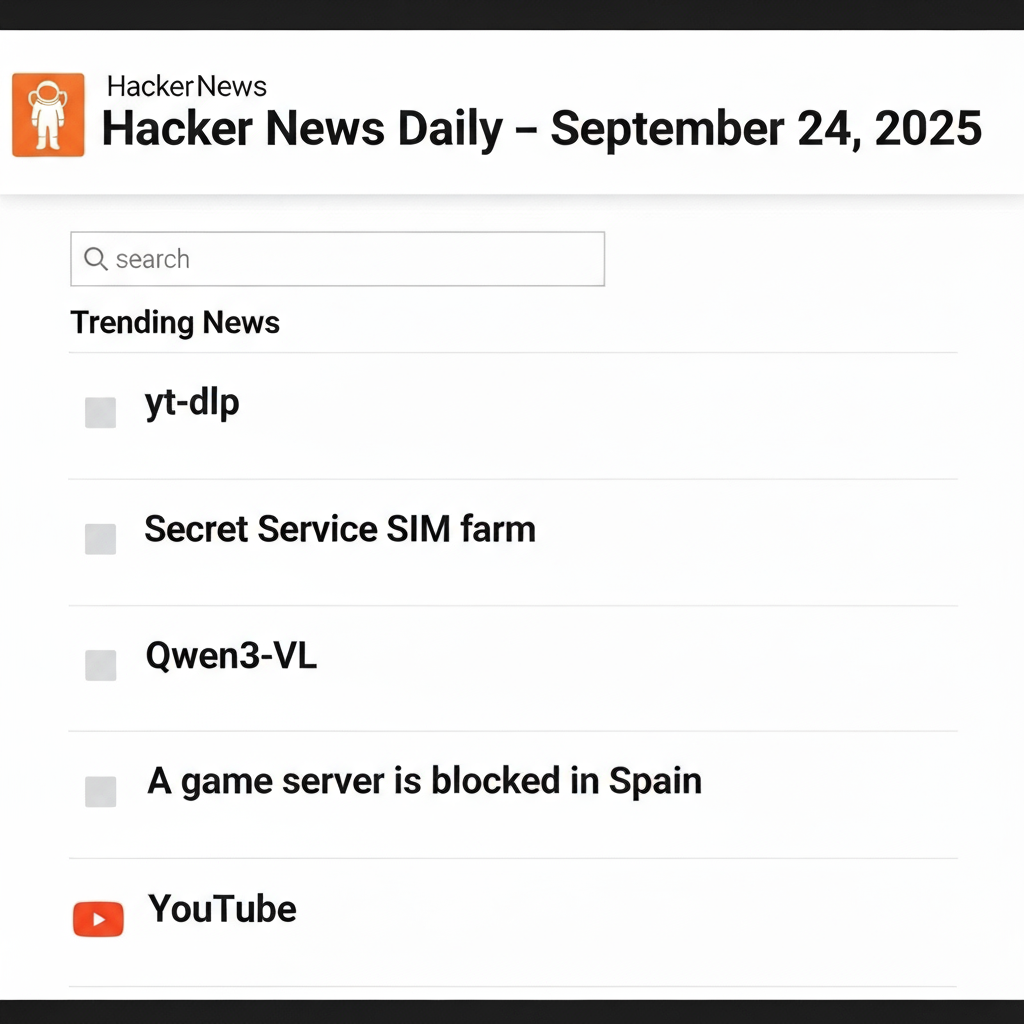 HackerNews
Hacker News Daily – September 24, 2025
search
Trending News
yt-dlp
Secret Service SIM farm
Qwen3-VL
A game server is blocked in Spain
YouTube